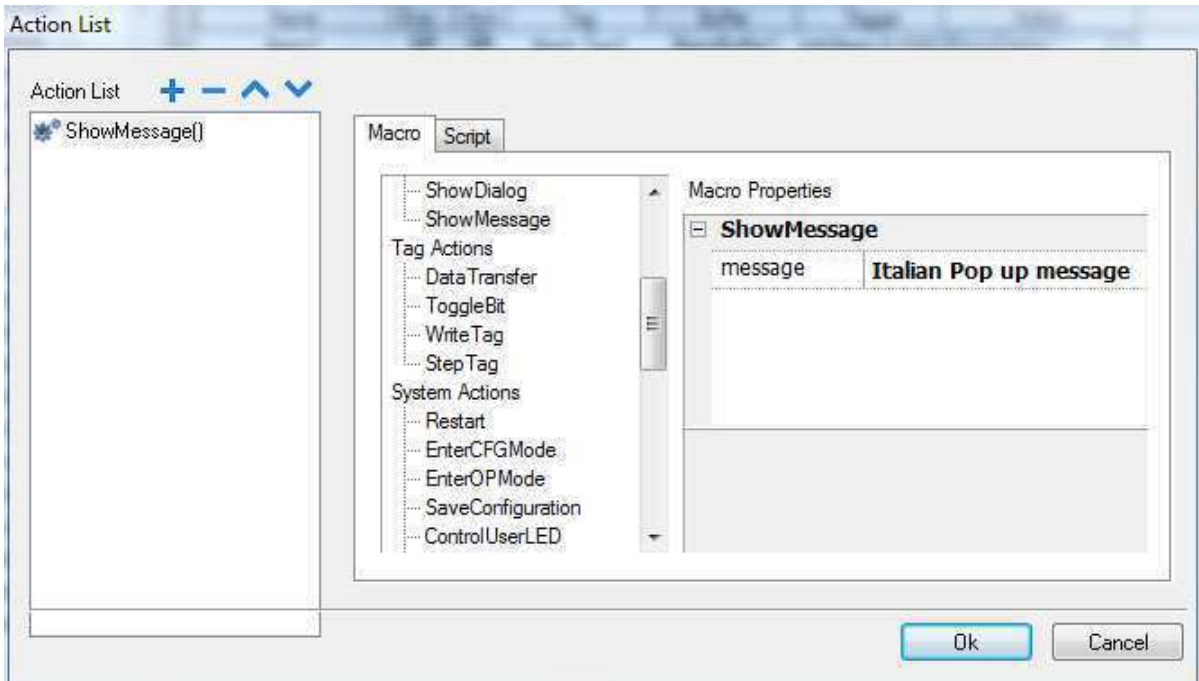 Action List
Action List
ShowMessage()
Macro
Script
ShowDialog
ShowMessage
Tag Actions
DataTransfer
ToggleBit
WriteTag
StepTag
System Actions
Restart
EnterCFGMode
EnterOPMode
SaveConfiguration
ControlUserLED
Macro Properties
ShowMessage
message Italian Pop up message
Ok
Cancel